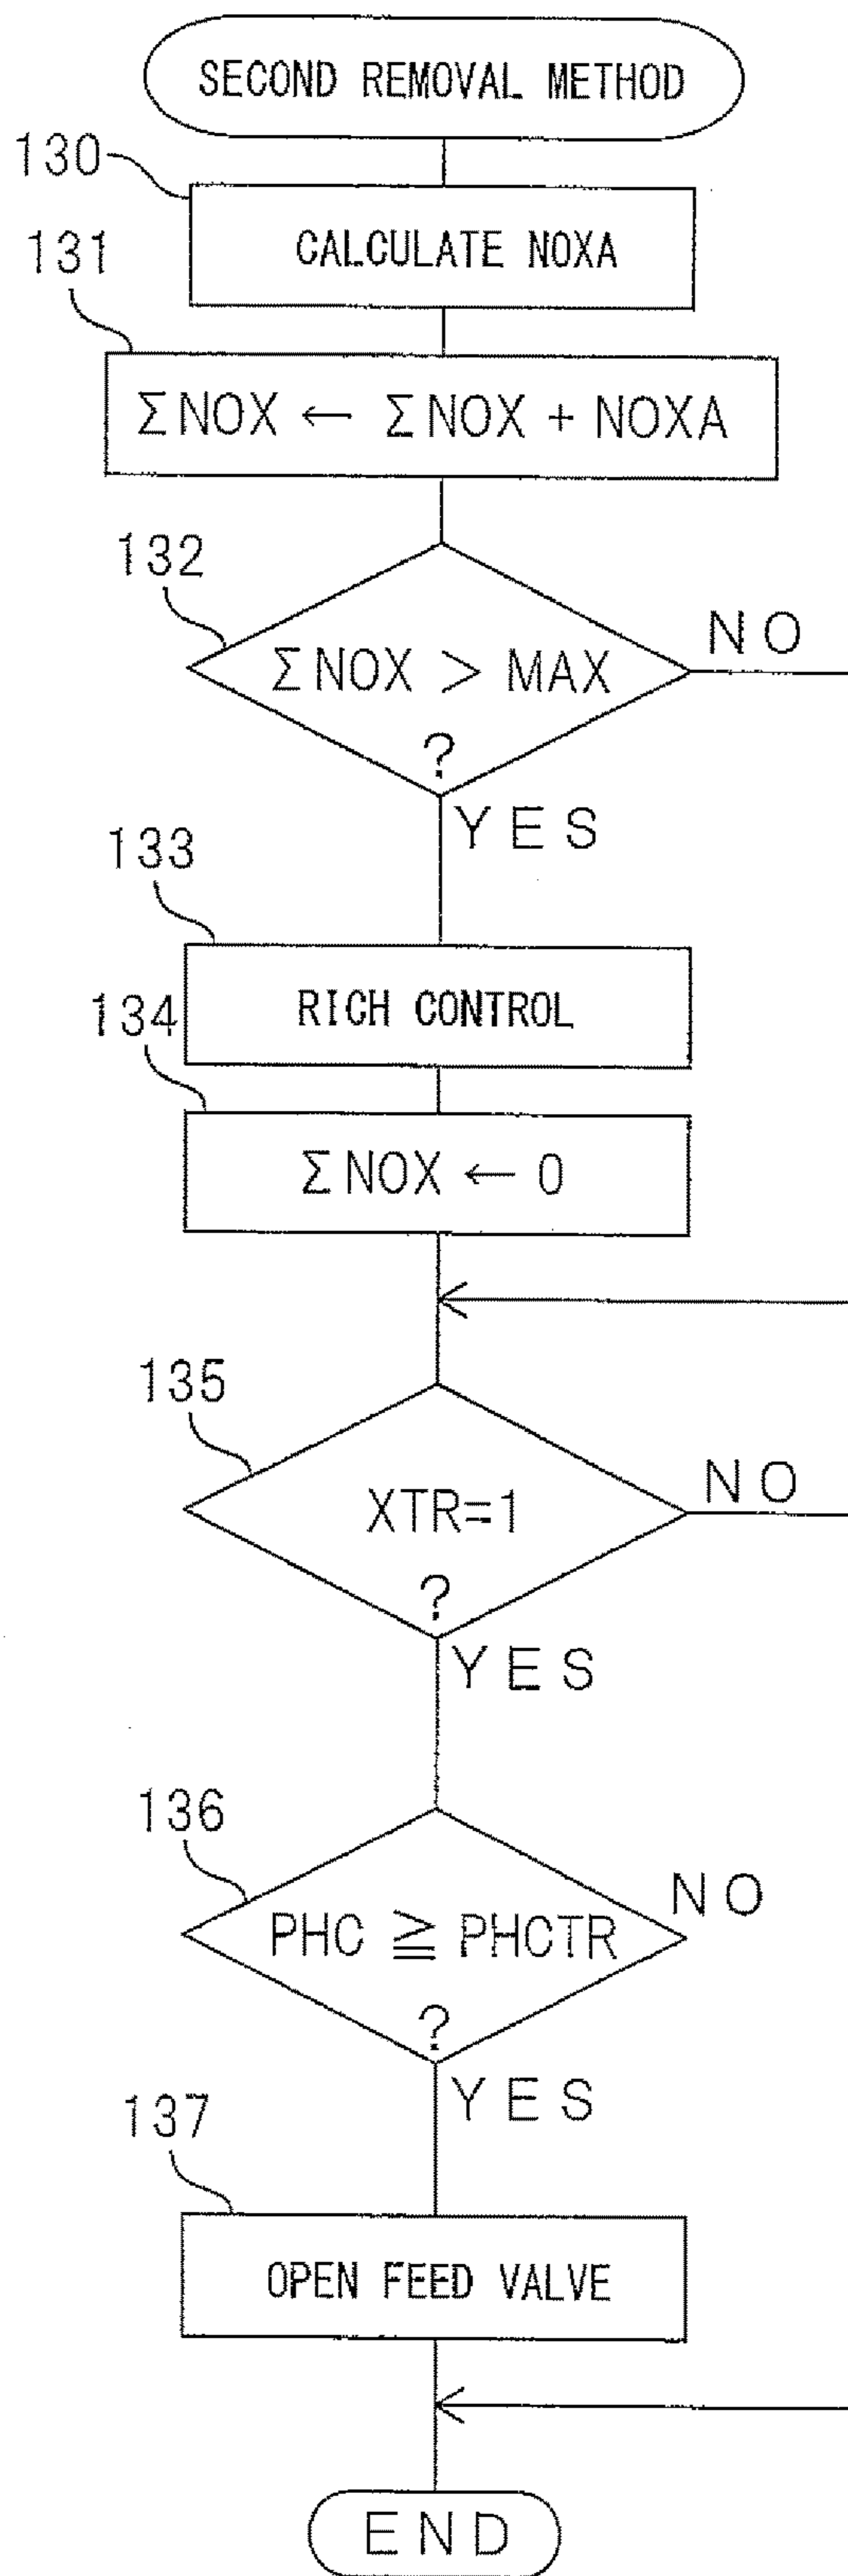 SECOND REMOVAL METHOD
130
CALCULATE NOXA
131
ΣNOX ← ΣNOX + NOXA
132
ΣNOX > MAX
?
NO
YES
133
RICH CONTROL
134
ΣNOX ← 0
135
XTR=1
?
NO
YES
136
PHC ≧ PHCTR
?
NO
YES
137
OPEN FEED VALVE
END